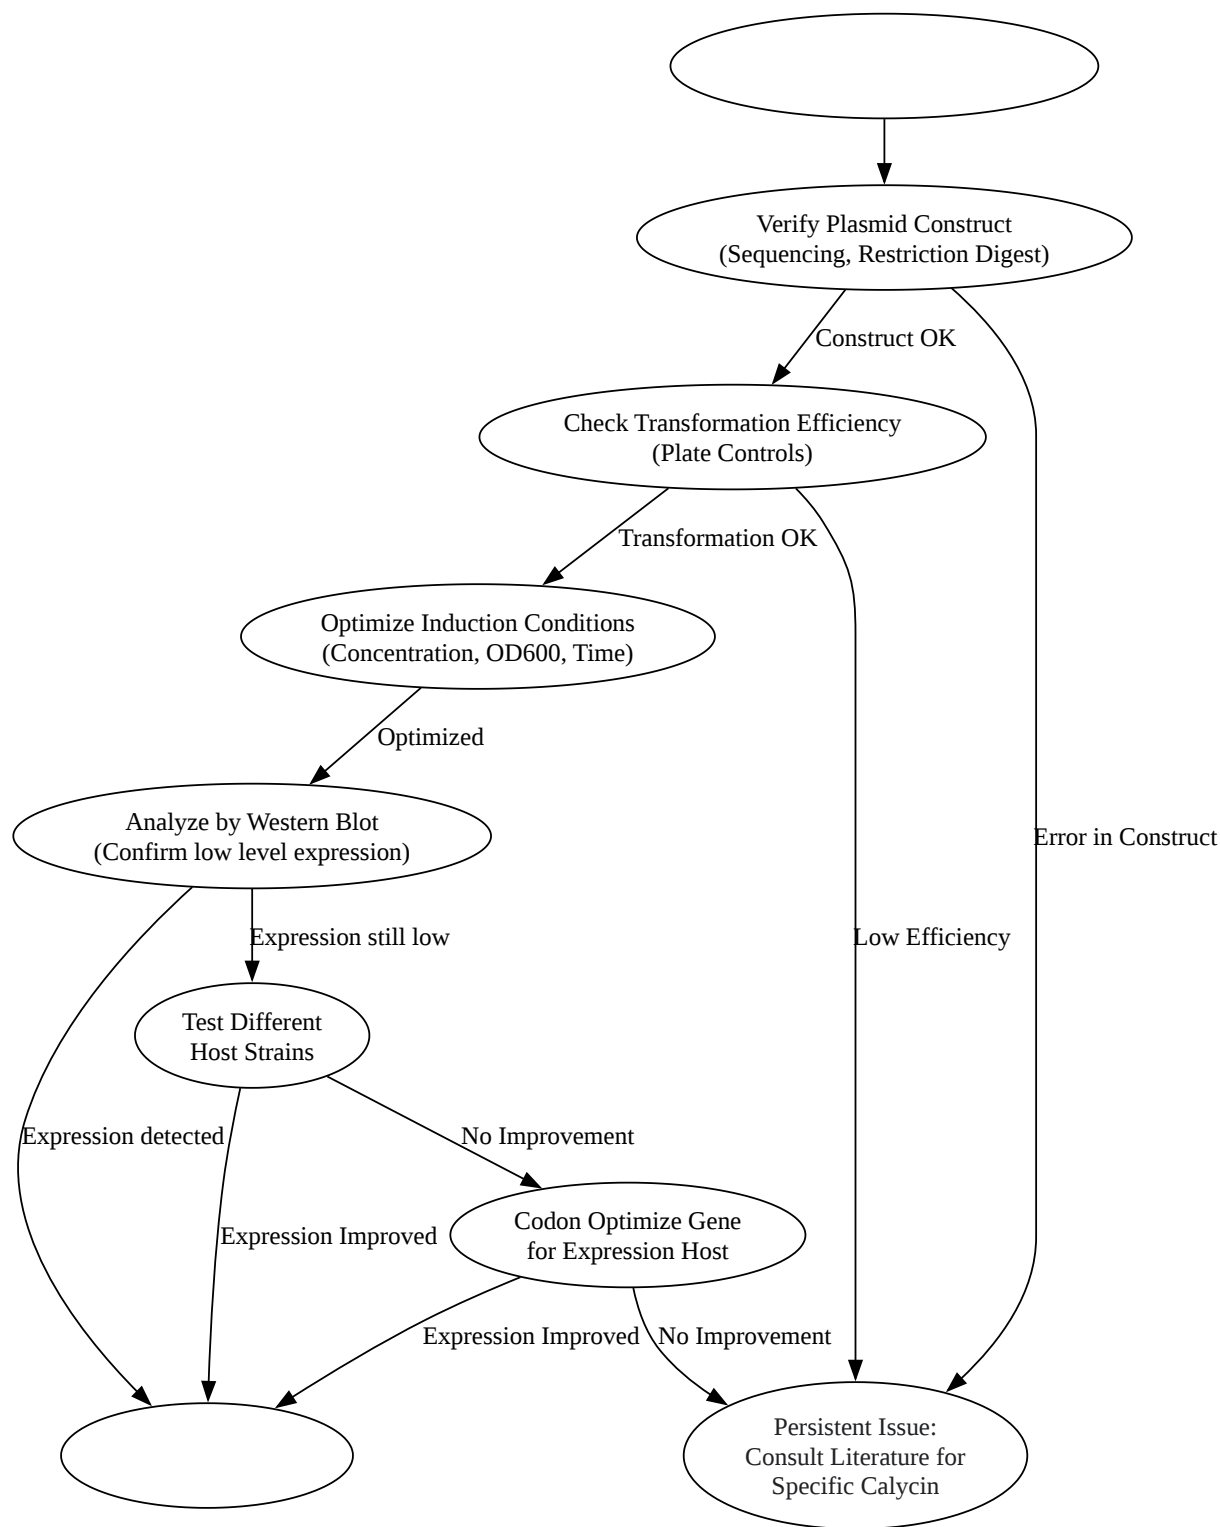 Verify Plasmid Construct
(Sequencing, Restriction Digest)
Construct OK
Check Transformation Efficiency
(Plate Controls)
Transformation OK
Optimize Induction Conditions
(Concentration, OD600, Time)
Optimized
Analyze by Western Blot
(Confirm low level expression)
Error in Construct
Expression still low
Low Efficiency
Test Different
Host Strains
Expression detected
No Improvement
Codon Optimize Gene
for Expression Host
Expression Improved
Expression Improved
No Improvement
Persistent Issue:
Consult Literature for
Specific Calycin